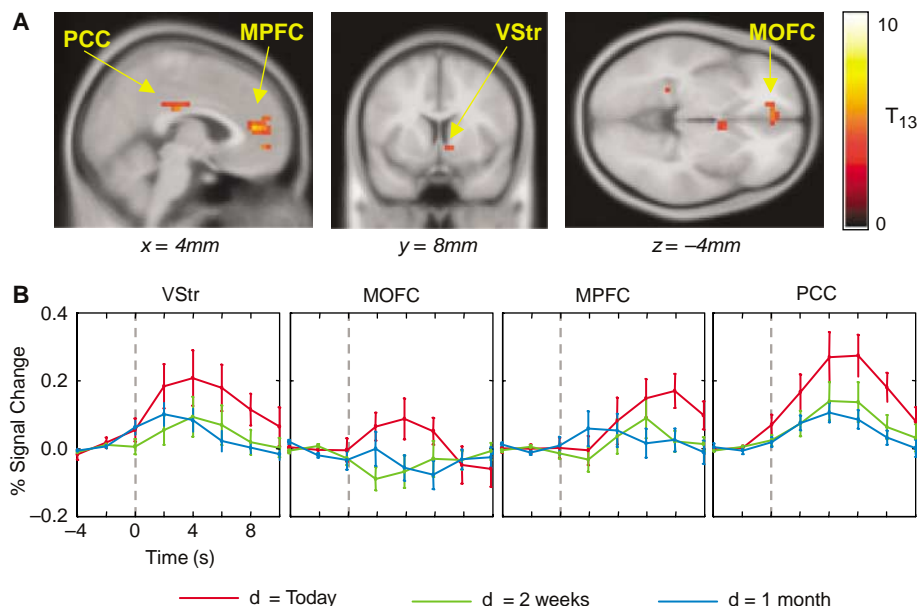 A
PCC
MPFC
VStr
MOFC
10
T13
0
x = 4mm
y = 8mm
z = –4mm
B
VStr
MOFC
MPFC
PCC
% Signal Change
0.4
0.2
0.0
–0.2
–4
0
4
8
Time (s)
d = Today
d = 2 weeks
d = 1 month